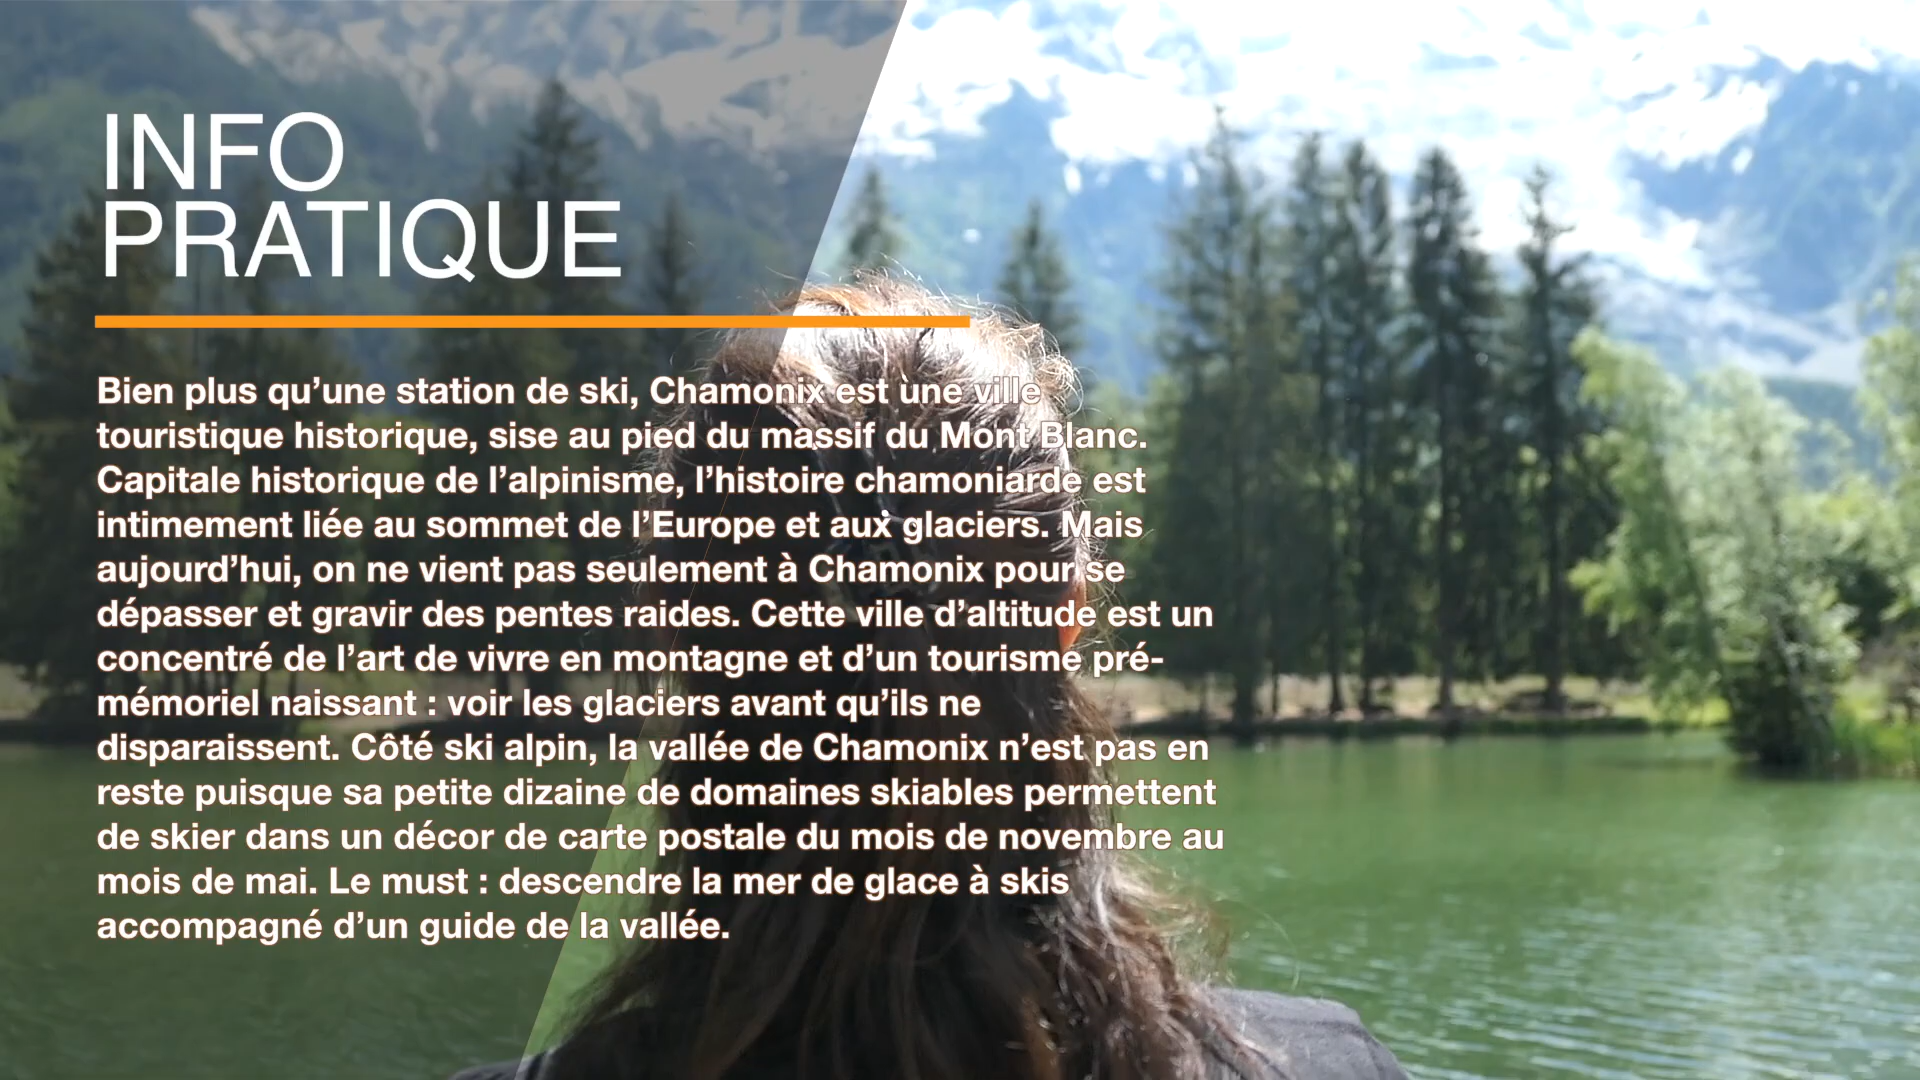 INFO
PRATIQUE
Bien plus qu’une station de ski, Chamonix est une ville
touristique historique, sise au pied du massif du Mont Blanc.
Capitale historique de l’alpinisme, l’histoire chamoniarde est
intimement liée au sommet de l’Europe et aux glaciers. Mais
aujourd’hui, on ne vient pas seulement à Chamonix pour se
dépasser et gravir des pentes raides. Cette ville d’altitude est un
concentré de l’art de vivre en montagne et d’un tourisme pré-
mémoriel naissant : voir les glaciers avant qu’ils ne
disparaissent. Côté ski alpin, la vallée de Chamonix n’est pas en
reste puisque sa petite dizaine de domaines skiables permettent
de skier dans un décor de carte postale du mois de novembre au
mois de mai. Le must : descendre la mer de glace à skis
accompagné d’un guide de la vallée.